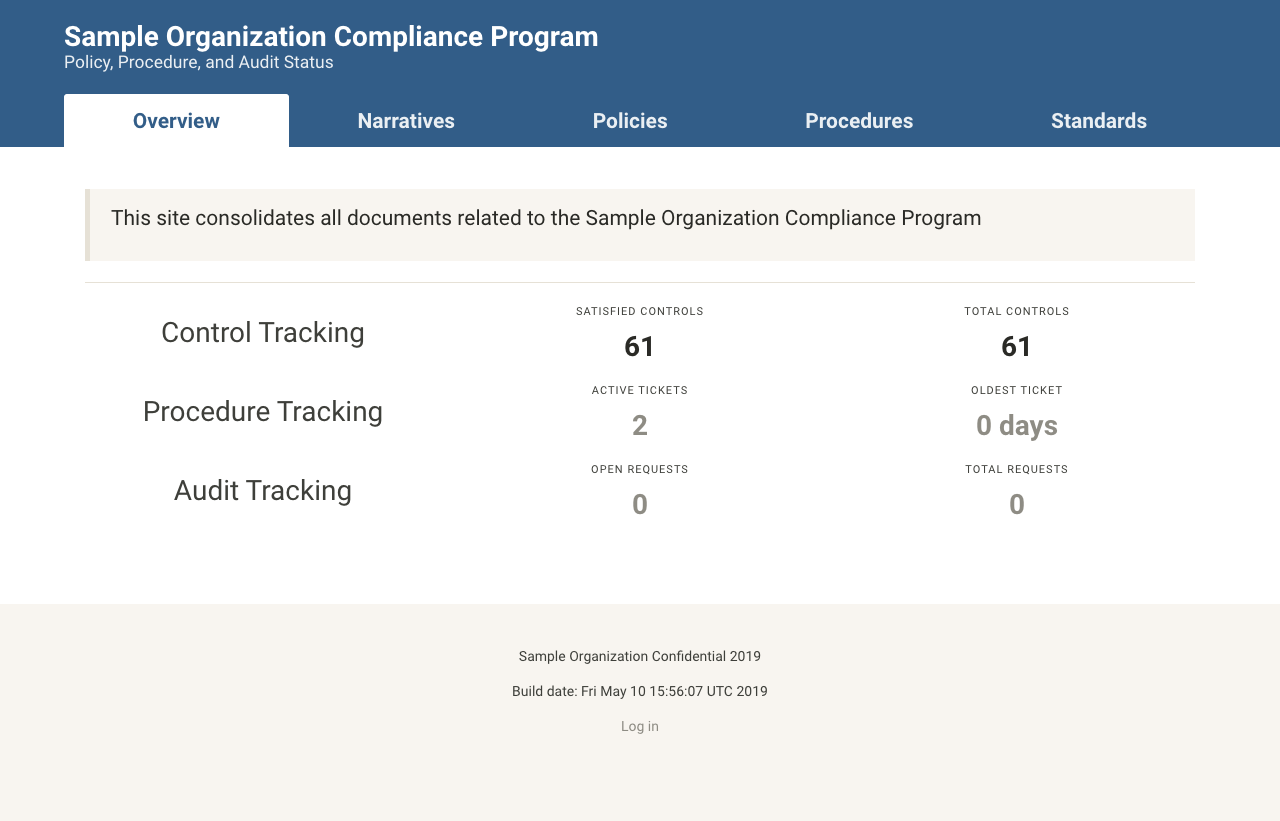 Sample Organization Compliance Program
Policy, Procedure, and Audit Status
Overview
Narratives
Policies
Procedures
Standards
This site consolidates all documents related to the Sample Organization Compliance Program
Control Tracking
SATISFIED CONTROLS
61
TOTAL CONTROLS
61
Procedure Tracking
ACTIVE TICKETS
2
OLDEST TICKET
0 days
Audit Tracking
OPEN REQUESTS
0
TOTAL REQUESTS
0
Sample Organization Confidential 2019
Build date: Fri May 10 15:56:07 UTC 2019
Log in